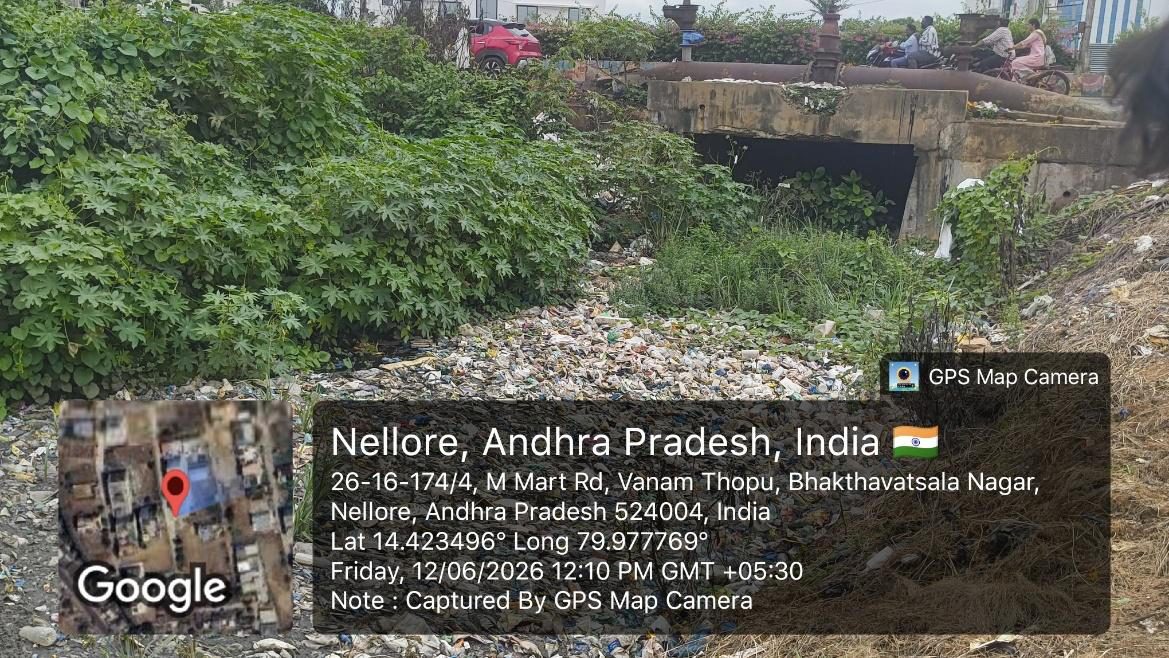 GPS Map Camera
Nellore, Andhra Pradesh, India 🇮🇳
26-16-174/4, M Mart Rd, Vanam Thopu, Bhakthavatsala Nagar,
Nellore, Andhra Pradesh 524004, India
Lat 14.423496° Long 79.977769°
Friday, 12/06/2026 12:10 PM GMT +05:30
Note : Captured By GPS Map Camera
Google